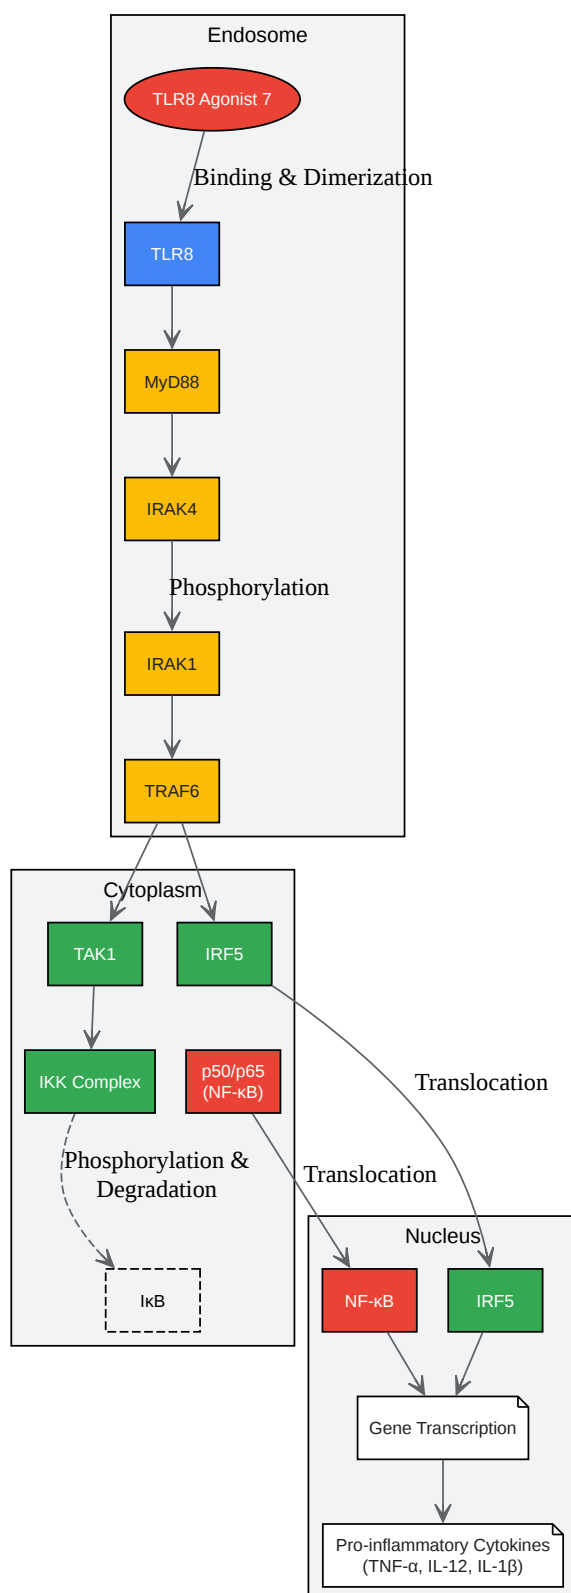 Endosome
TLR8 Agonist 7
Binding & Dimerization
TLR8
MyD88
IRAK4
Phosphorylation
IRAK1
TRAF6
Cytoplasm
TAK1
IRF5
IKK Complex
p50/p65
(NF-κB)
Translocation
Phosphorylation &
Degradation
Translocation
Nucleus
IκB
NF-κB
IRF5
Gene Transcription
Pro-inflammatory Cytokines
(TNF-α, IL-12, IL-1β)